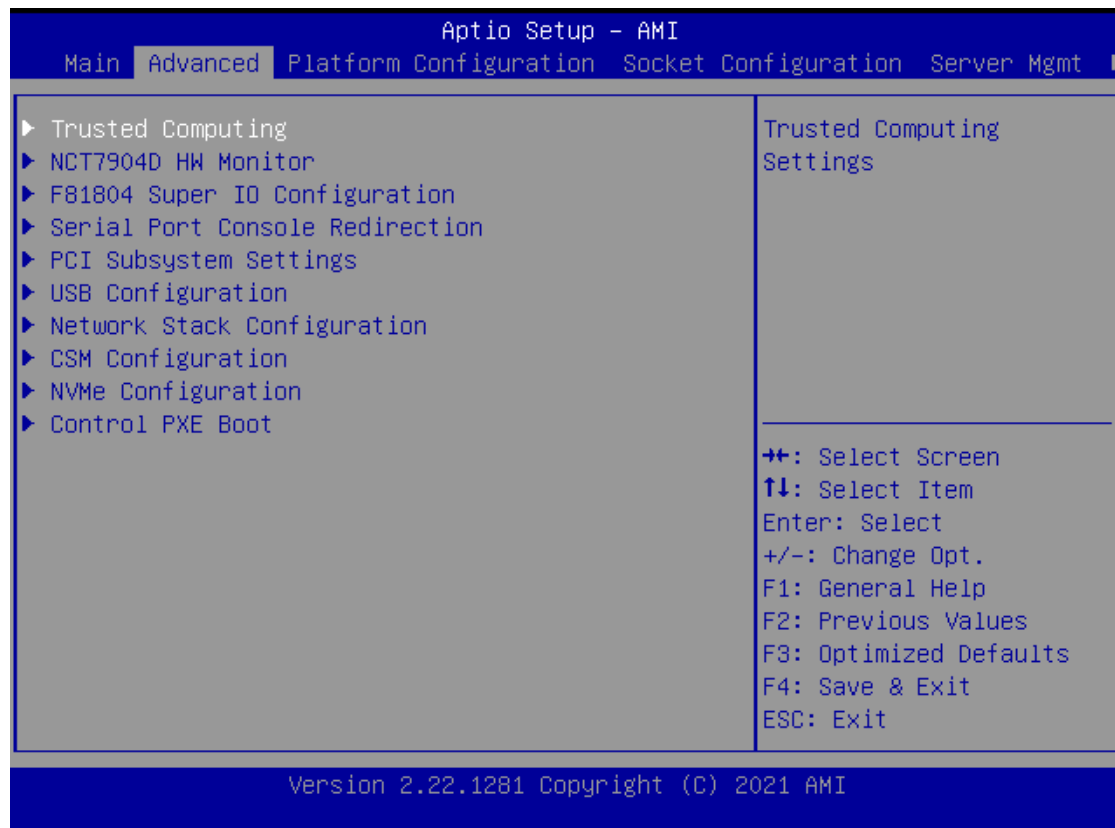 Aptio Setup – AMI
Main Advanced Platform Configuration Socket Configuration Server Mgmt
Trusted Computing
NCT7904D HW Monitor
F81804 Super IO Configuration
Serial Port Console Redirection
PCI Subsystem Settings
USB Configuration
Network Stack Configuration
CSM Configuration
NVMe Configuration
Control PXE Boot
Trusted Computing
Settings
→←: Select Screen
↑↓: Select Item
Enter: Select
+/-: Change Opt.
F1: General Help
F2: Previous Values
F3: Optimized Defaults
F4: Save & Exit
ESC: Exit
Version 2.22.1281 Copyright (C) 2021 AMI